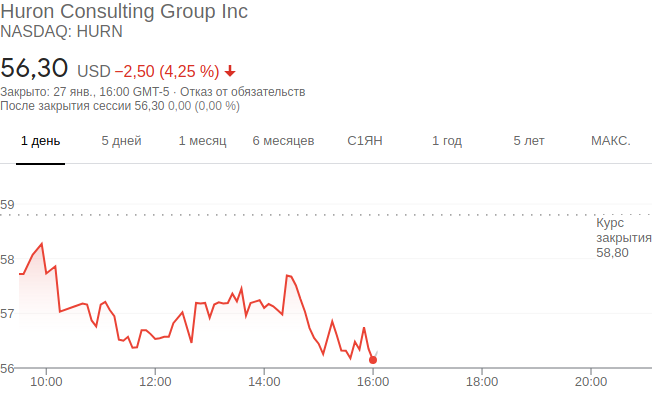 Huron Consulting Group Inc
NASDAQ: HURN
56,30 USD −2,50 (4,25 %)
Закрыто: 27 янв., 16:00 GMT-5 · Отказ от обязательств
После закрытия сессии 56,30 0,00 (0,00 %)
1 день 5 дней 1 месяц 6 месяцев С1ЯН 1 год 5 лет МАКС.
59
Курс
закрытия
58,80
58
57
56
10:00 12:00 14:00 16:00 18:00 20:00